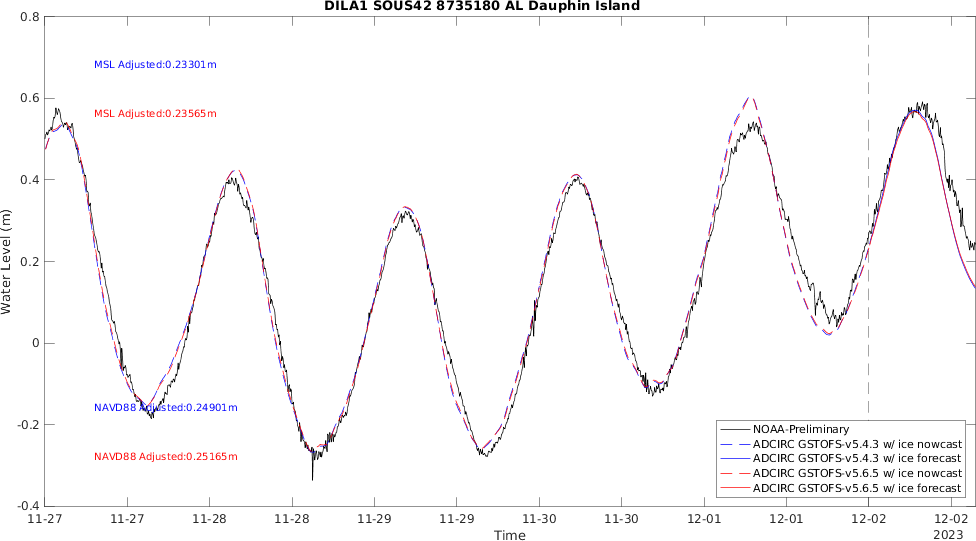 DILA1 SOUS42 8735180 AL Dauphin Island
0.8
MSL Adjusted:0.23301m
0.6
MSL Adjusted:0.23565m
0.4
0.2
Water Level (m)
0
NAVD88 Adjusted:0.24901m
-0.2
NAVD88 Adjusted:0.25165m
-0.4
NOAA-Preliminary
ADCIRC GSTOFS-v5.4.3 w/ ice nowcast
ADCIRC GSTOFS-v5.4.3 w/ ice forecast
ADCIRC GSTOFS-v5.6.5 w/ ice nowcast
ADCIRC GSTOFS-v5.6.5 w/ ice forecast
11-27 11-27 11-28 11-28 11-29 11-29 11-30 11-30 12-01 12-01 12-02 12-02
Time
2023